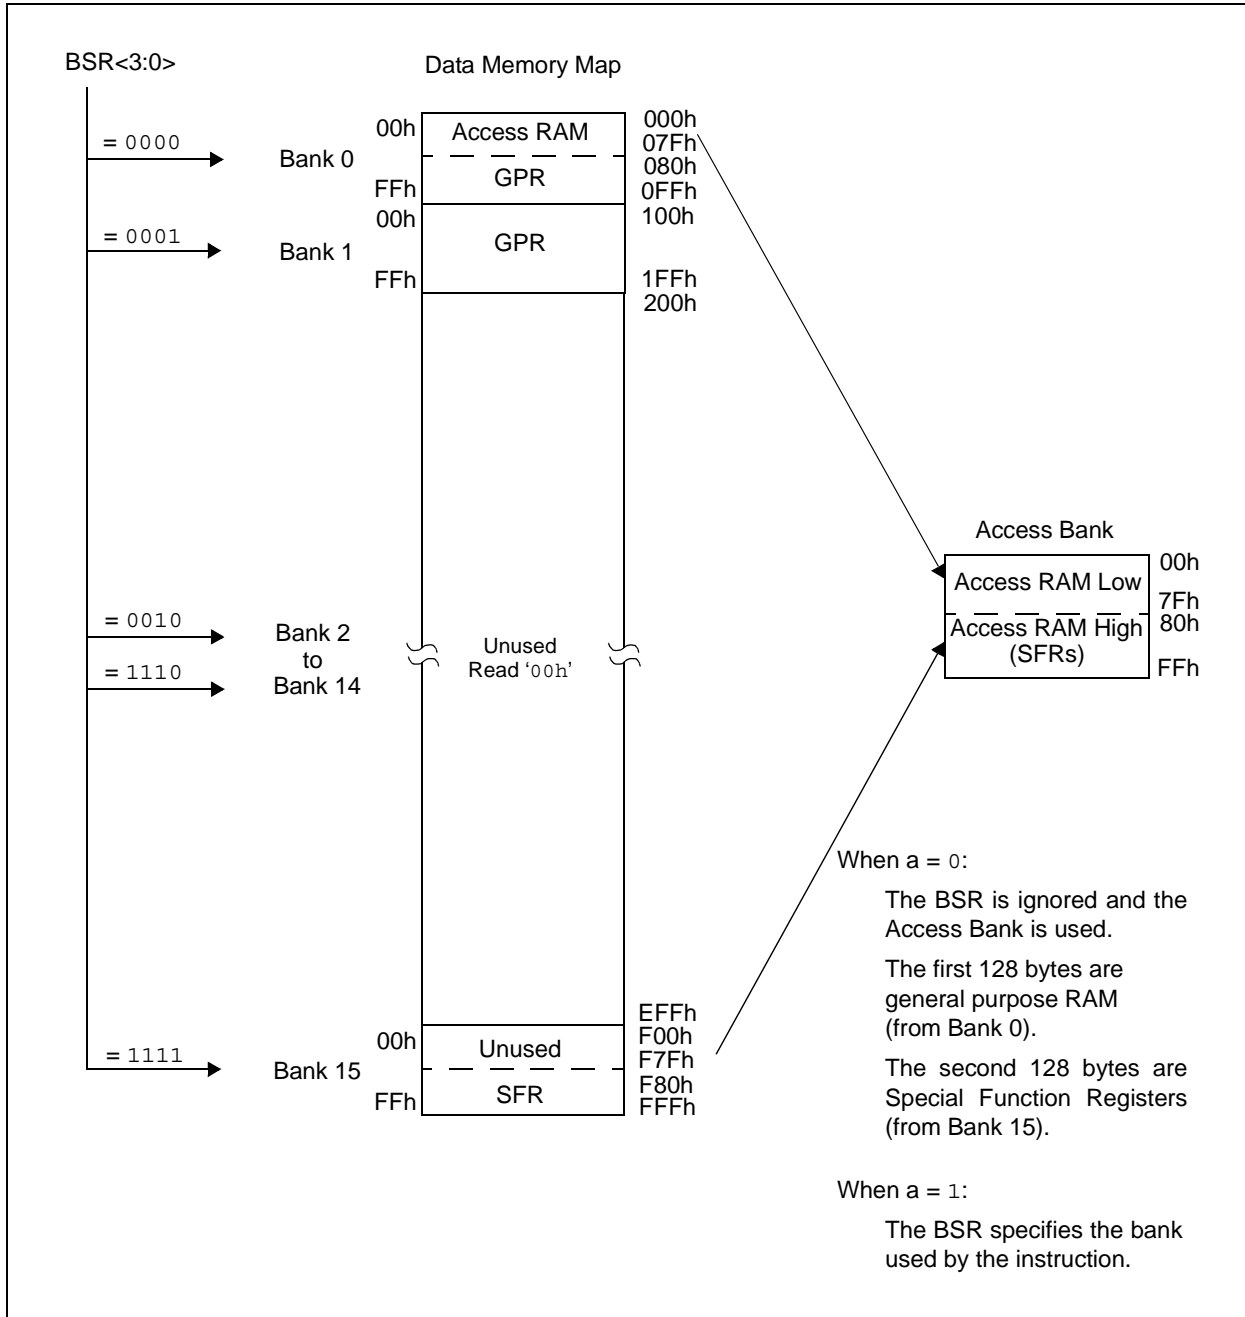 BSR<3:0>
Data Memory Map
= 0000
Bank 0
00h
Access RAM
000h
07Fh
GPR
080h
FFh
0FFh
= 0001
Bank 1
00h
GPR
100h
FFh
1FFh
200h
Access Bank
Access RAM Low
00h
7Fh
Access RAM High
(SFRs)
80h
FFh
= 0010
Bank 2
to
= 1110
Bank 14
Unused
Read ‘00h’
When a = 0:
The BSR is ignored and the
Access Bank is used.
The first 128 bytes are
general purpose RAM
(from Bank 0).
The second 128 bytes are
Special Function Registers
(from Bank 15).
When a = 1:
The BSR specifies the bank
used by the instruction.
EFFh
= 1111
Bank 15
00h
Unused
F00h
F7Fh
SFR
F80h
FFh
FFFh